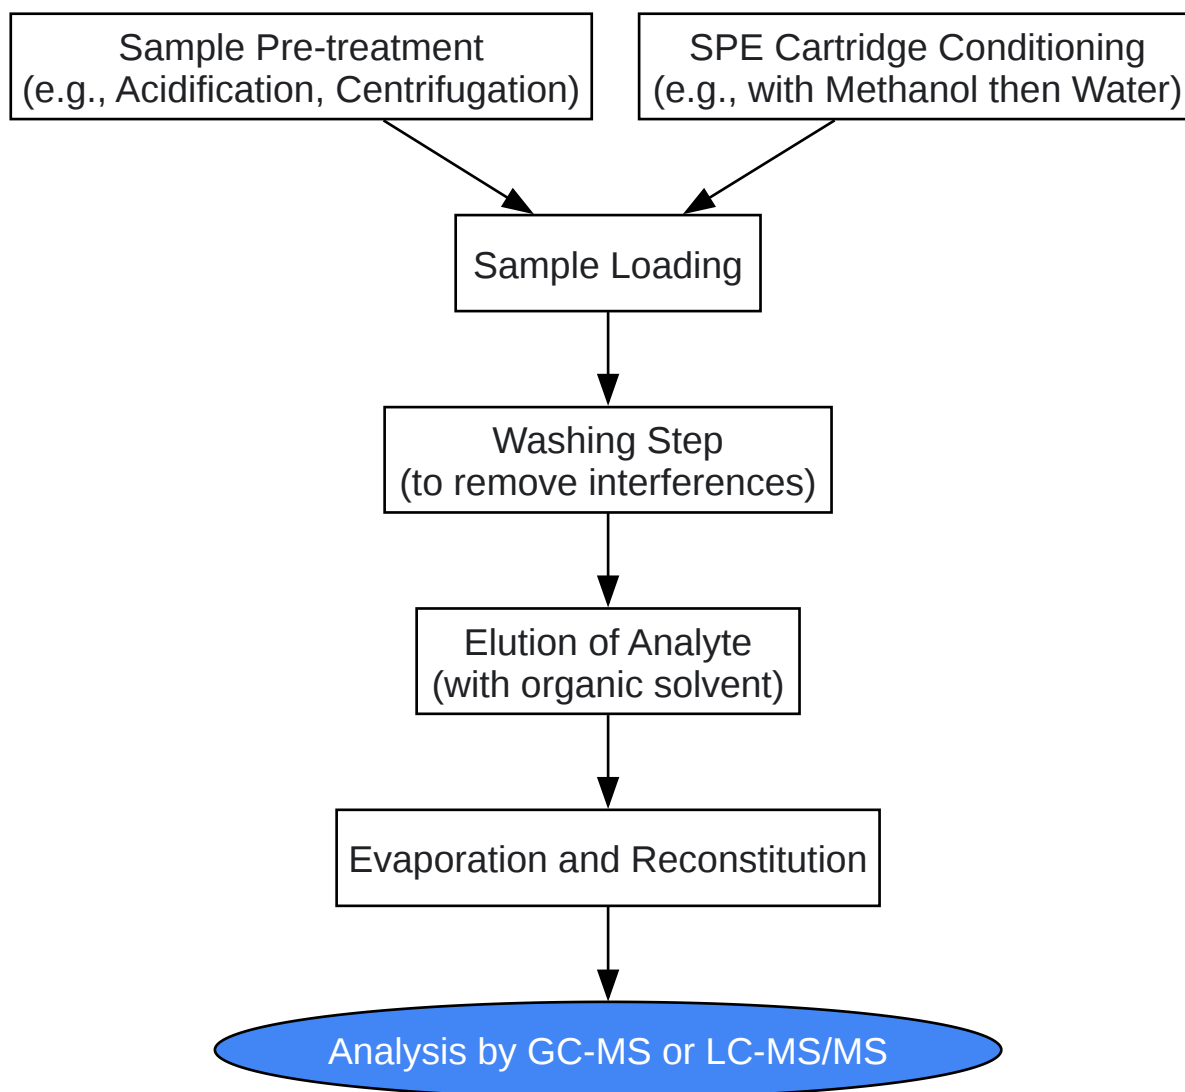 Sample Pre-treatment
(e.g., Acidification, Centrifugation)
SPE Cartridge Conditioning
(e.g., with Methanol then Water)
Sample Loading
Washing Step
(to remove interferences)
Elution of Analyte
(with organic solvent)
Evaporation and Reconstitution
Analysis by GC-MS or LC-MS/MS